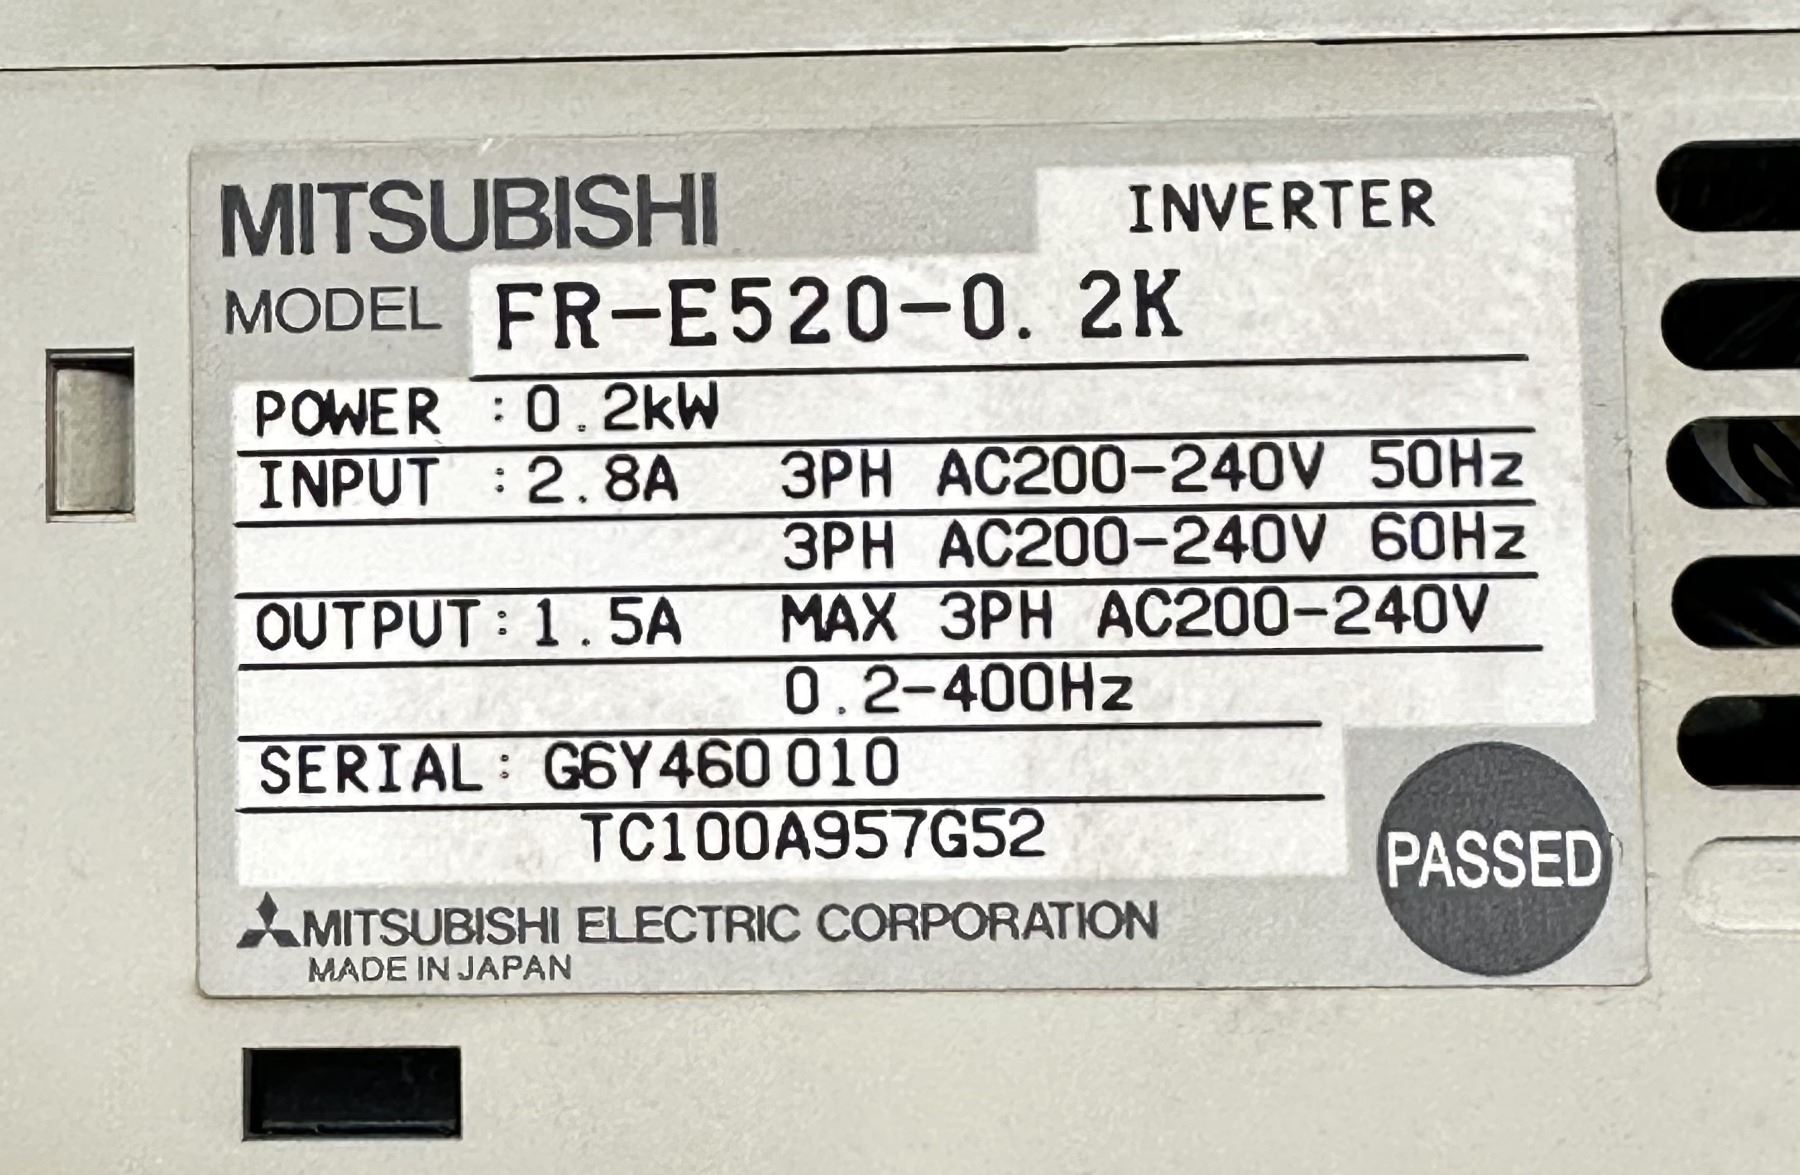 MITSUBISHI
INVERTER
MODEL FR-E520-0.2K
POWER :0.2kW
INPUT :2.8A 3PH AC200-240V 50Hz
3PH AC200-240V 60Hz
OUTPUT:1.5A MAX 3PH AC200-240V
0.2-400Hz
SERIAL: G6Y460 010
TC100A957G52
PASSED
MITSUBISHI ELECTRIC CORPORATION
MADE IN JAPAN